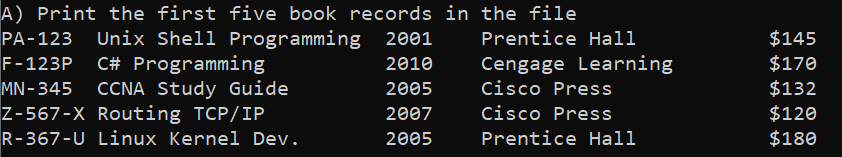 A) Print the first five book records in the file
PA-123  Unix Shell Programming  2001    Prentice Hall           $145
F-123P  C# Programming          2010    Cengage Learning        $170
MN-345  CCNA Study Guide        2005    Cisco Press             $132
Z-567-X Routing TCP/IP          2007    Cisco Press             $120
R-367-U Linux Kernel Dev.       2005    Prentice Hall           $180